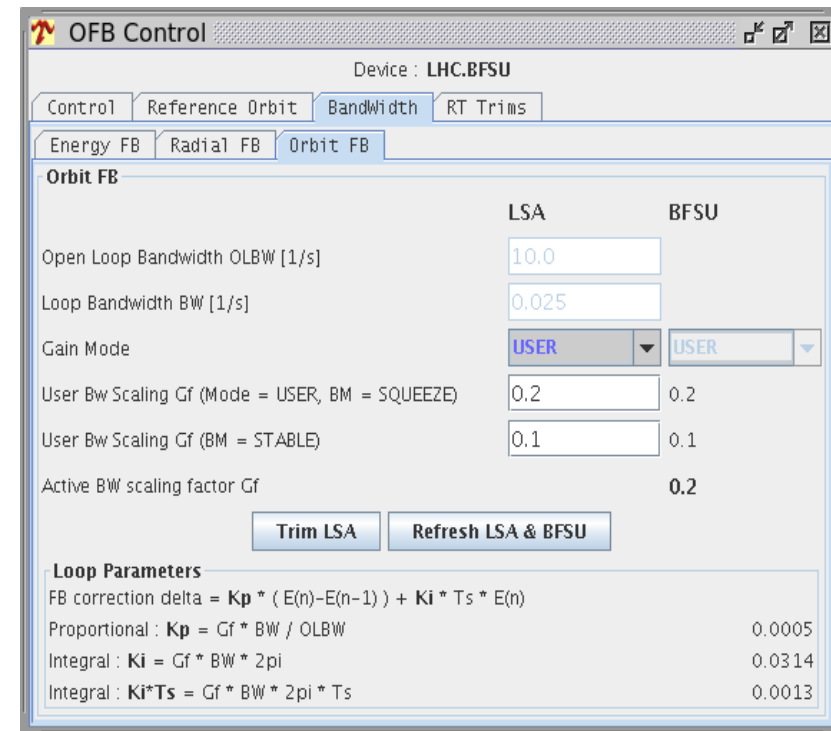 OFB Control
Device : LHC.BFSU
Control Reference Orbit BandWidth RT Trims
Energy FB Radial FB Orbit FB
Orbit FB
LSA BFSU
Open Loop Bandwidth OLBW [1/s] 10.0
Loop Bandwidth BW [1/s] 0.025
Gain Mode USER USER
User Bw Scaling Gf (Mode = USER, BM = SQUEEZE) 0.2 0.2
User Bw Scaling Gf (BM = STABLE) 0.1 0.1
Active BW scaling factor Gf 0.2
Trim LSA Refresh LSA & BFSU
Loop Parameters
FB correction delta = Kp * ( E(n)-E(n-1) ) + Ki * Ts * E(n)
Proportional : Kp = Gf * BW / OLBW 0.0005
Integral : Ki = Gf * BW * 2pi 0.0314
Integral : Ki*Ts = Gf * BW * 2pi * Ts 0.0013